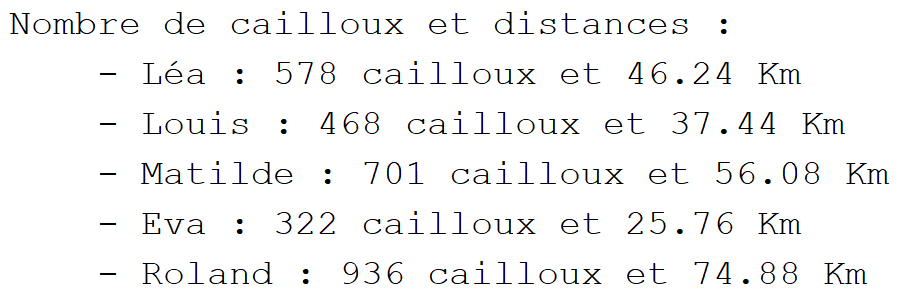 Nombre de cailloux et distances :
- Léa : 578 cailloux et 46.24 Km
- Louis : 468 cailloux et 37.44 Km
- Matilde : 701 cailloux et 56.08 Km
- Eva : 322 cailloux et 25.76 Km
- Roland : 936 cailloux et 74.88 Km